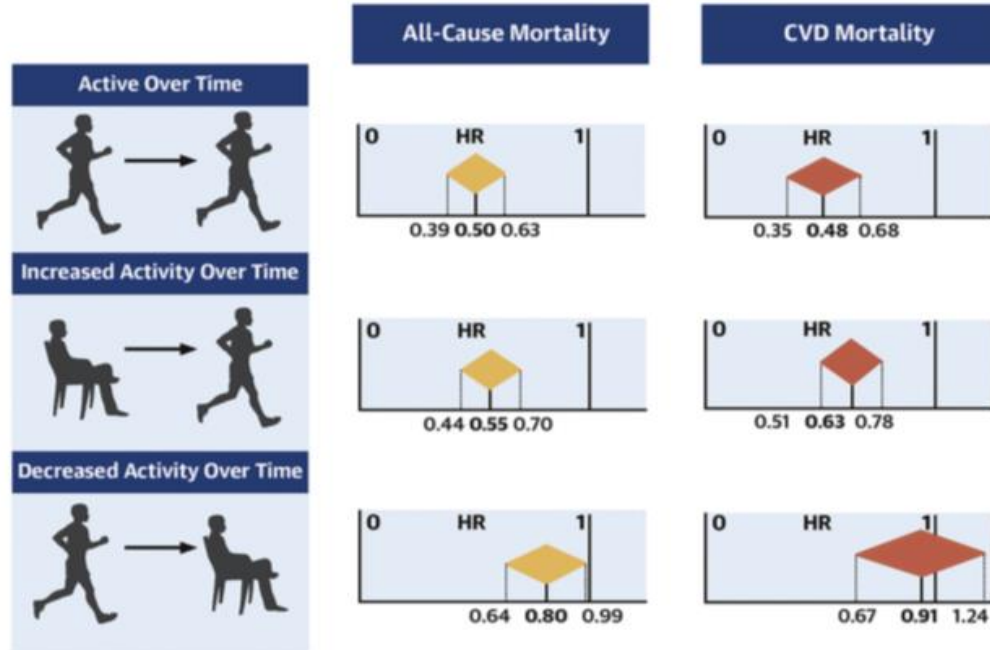 All-Cause Mortality
CVD Mortality
Active Over Time
0 HR 1
0.39 0.50 0.63
0 HR 1
0.35 0.48 0.68
Increased Activity Over Time
0 HR 1
0.44 0.55 0.70
0 HR 1
0.51 0.63 0.78
Decreased Activity Over Time
0 HR 1
0.64 0.80 0.99
0 HR 1
0.67 0.91 1.24